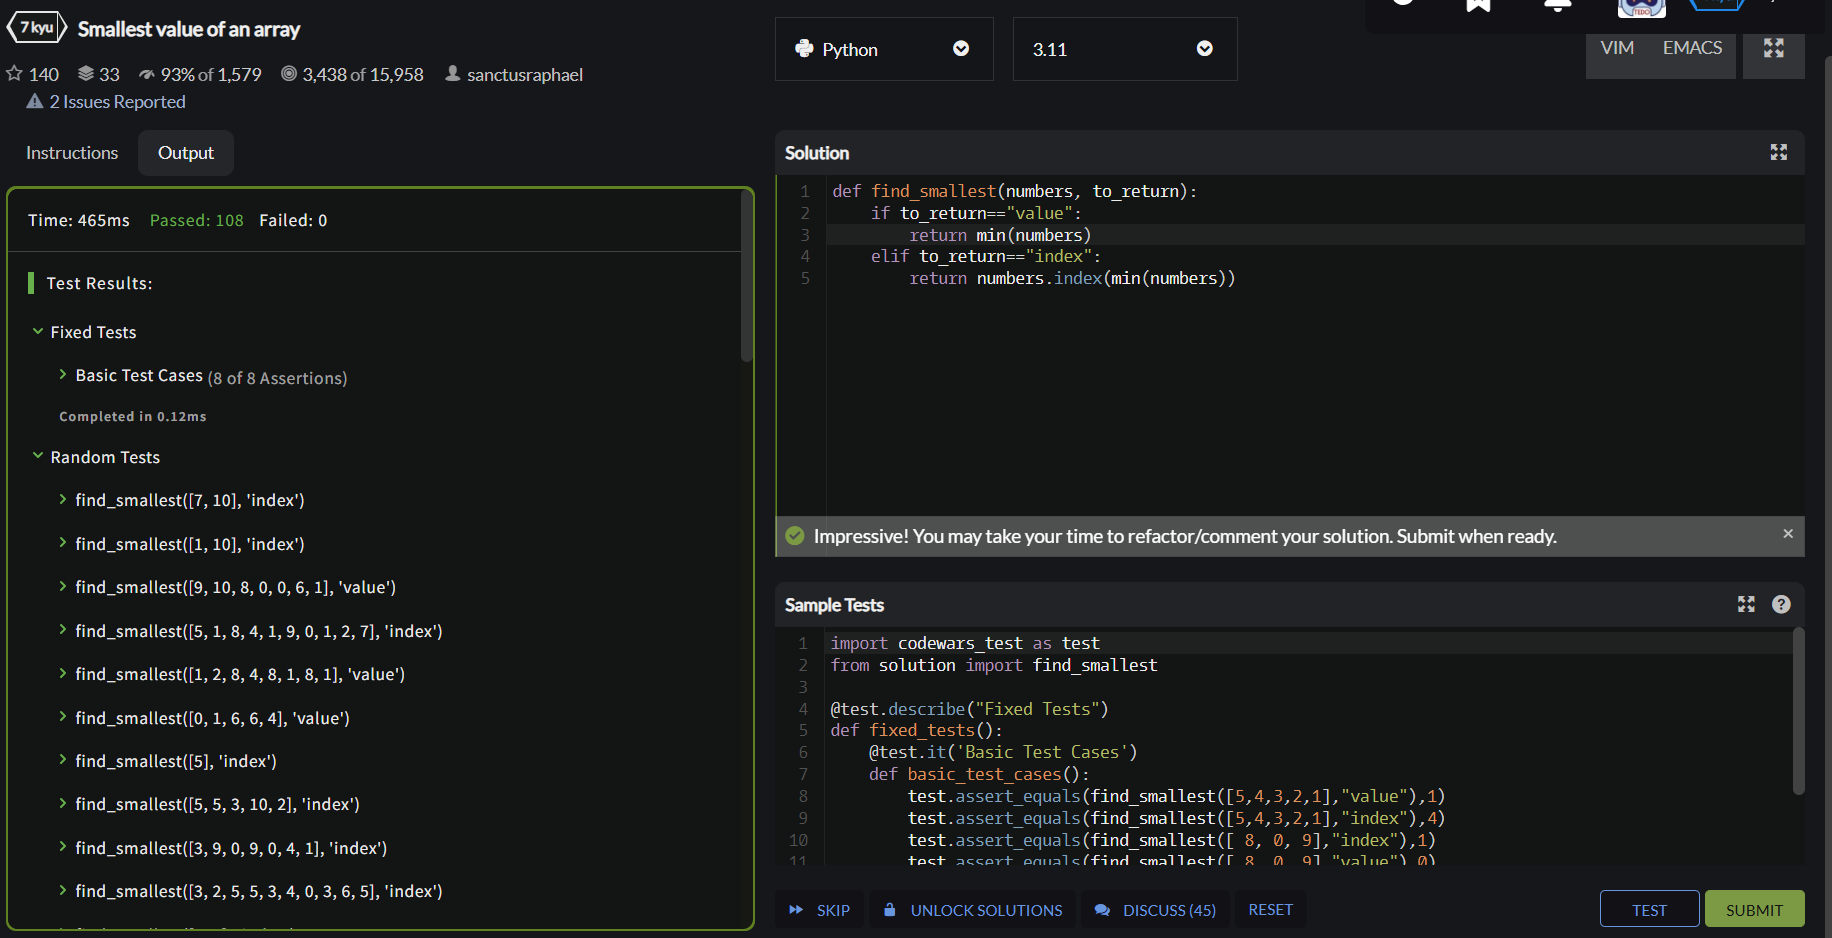 7 kyu Smallest value of an array
140 33 93% of 1,579 3,438 of 15,958 sanctusraphael
2 Issues Reported
Instructions Output
Time: 465ms Passed: 108 Failed: 0
Test Results:
Fixed Tests
Basic Test Cases (8 of 8 Assertions)
Completed in 0.12ms
Random Tests
find_smallest([7, 10], 'index')
find_smallest([1, 10], 'index')
find_smallest([9, 10, 8, 0, 0, 6, 1], 'value')
find_smallest([5, 1, 8, 4, 1, 9, 0, 1, 2, 7], 'index')
find_smallest([1, 2, 8, 4, 8, 1, 8, 1], 'value')
find_smallest([0, 1, 6, 6, 4], 'value')
find_smallest([5], 'index')
find_smallest([5, 5, 3, 10, 2], 'index')
find_smallest([3, 9, 0, 9, 0, 4, 1], 'index')
find_smallest([3, 2, 5, 5, 3, 4, 0, 3, 6, 5], 'index')
Python 3.11
VIM EMACS
TEDO
Solution
1 def find_smallest(numbers, to_return):
2 if to_return=="value":
3 return min(numbers)
4 elif to_return=="index":
5 return numbers.index(min(numbers))
Impressive! You may take your time to refactor/comment your solution. Submit when ready. ×
Sample Tests ?
1 import codewars_test as test
2 from solution import find_smallest
3
4 @test.describe("Fixed Tests")
5 def fixed_tests():
6 @test.it('Basic Test Cases')
7 def basic_test_cases():
8 test.assert_equals(find_smallest([5,4,3,2,1],"value"),1)
9 test.assert_equals(find_smallest([5,4,3,2,1],"index"),4)
10 test.assert_equals(find_smallest([ 8, 0, 9],"index"),1)
11 test.assert_equals(find_smallest([ 8, 0, 9],"value"),0)
SKIP UNLOCK SOLUTIONS DISCUSS (45) RESET TEST SUBMIT